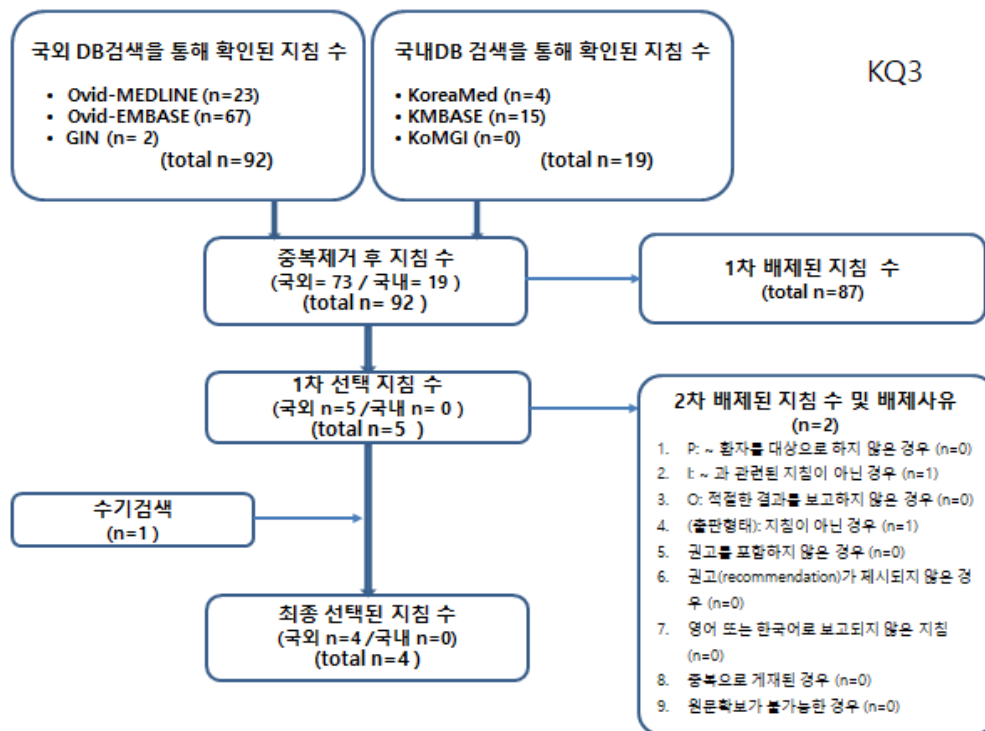 국외 DB검색을 통해 확인된 지침 수
• Ovid-MEDLINE (n=23)
• Ovid-EMBASE (n=67)
• GIN (n= 2)
(total n=92)
국내DB 검색을 통해 확인된 지침 수
• KoreaMed (n=4)
• KMBASE (n=15)
• KoMGI (n=0)
(total n=19)
KQ3
중복제거 후 지침 수
(국외= 73 / 국내= 19 )
(total n= 92 )
1차 배제된 지침 수
(total n=87)
1차 선택 지침 수
(국외 n=5 /국내 n= 0 )
(total n=5 )
2차 배제된 지침 수 및 배제사유
(n=2)
1. P: ~ 환자를 대상으로 하지 않은 경우 (n=0)
2. I: ~ 과 관련된 지침이 아닌 경우 (n=1)
3. O: 적절한 결과를 보고하지 않은 경우 (n=0)
4. (출판형태): 지침이 아닌 경우 (n=1)
5. 권고를 포함하지 않은 경우 (n=0)
6. 권고(recommendation)가 제시되지 않은 경
우 (n=0)
7. 영어 또는 한국어로 보고되지 않은 지침
(n=0)
8. 중복으로 게재된 경우 (n=0)
9. 원문확보가 불가능한 경우 (n=0)
수기검색
(n=1 )
최종 선택된 지침 수
(국외 n=4 /국내 n=0)
(total n=4 )